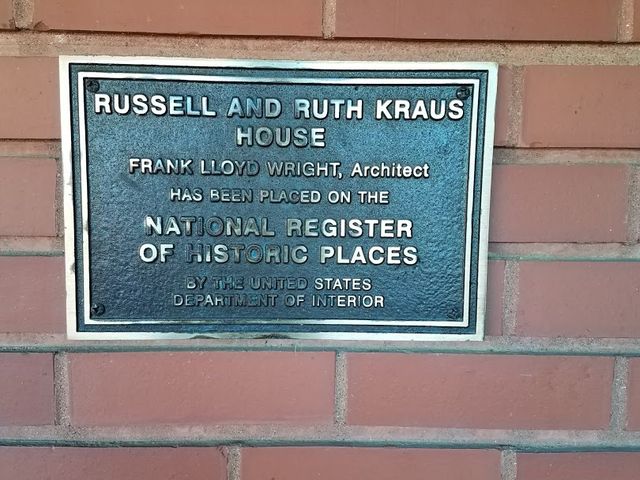 RUSSELL AND RUTH KRAUS
HOUSE
FRANK LLOYD WRIGHT, Architect
HAS BEEN PLACED ON THE
NATIONAL REGISTER
OF HISTORIC PLACES
BY THE UNITED STATES
DEPARTMENT OF INTERIOR